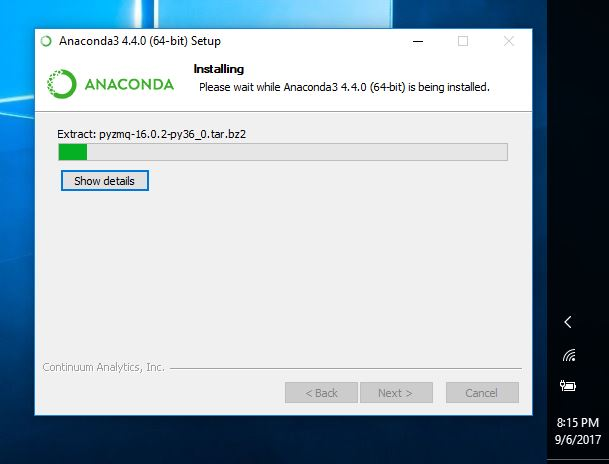 Anaconda3 4.4.0 (64-bit) Setup
ANACONDA
Installing
Please wait while Anaconda3 4.4.0 (64-bit) is being installed.
Extract: pyzmq-16.0.2-py36_0.tar.bz2
Show details
Continuum Analytics, Inc.
< Back
Next >
Cancel
8:15 PM
9/6/2017